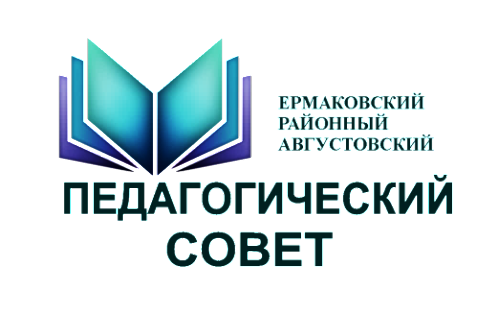 ЕРМАКОВСКИЙ
РАЙОННЫЙ
АВГУСТОВСКИЙ
ПЕДАГОГИЧЕСКИЙ
СОВЕТ